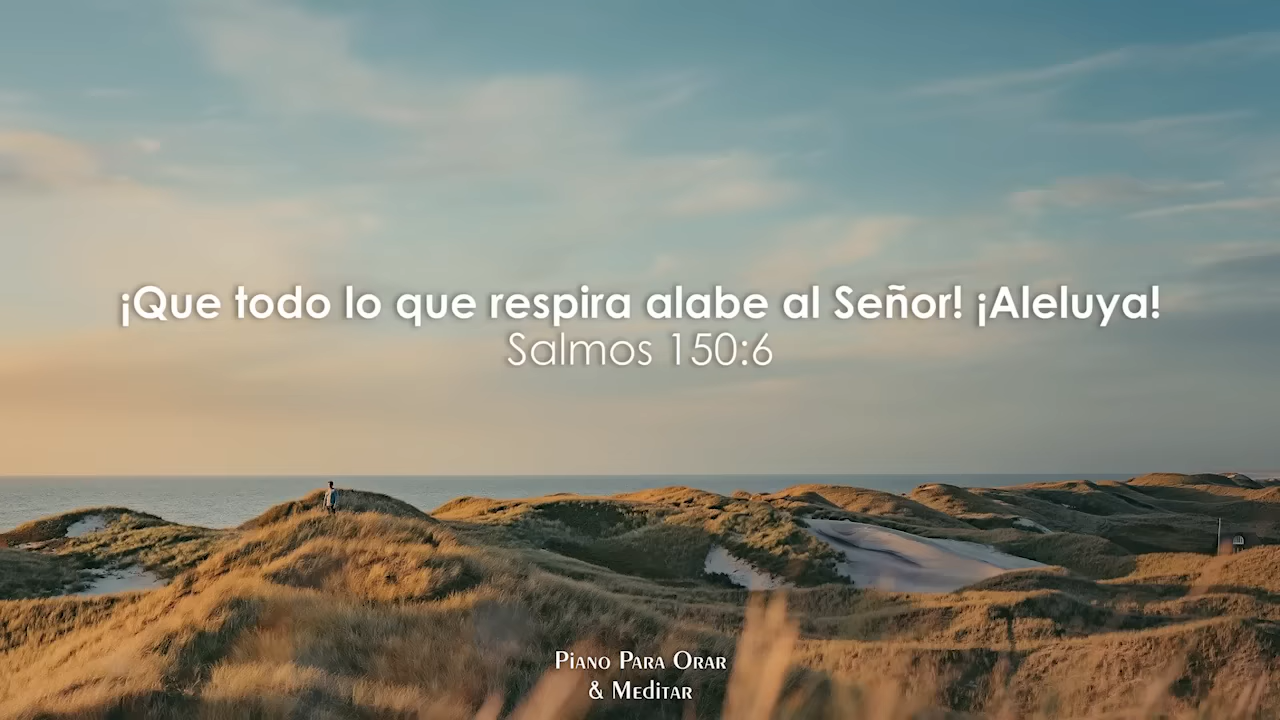 ¡Que todo lo que respira alabe al Señor! ¡Aleluya!
Salmos 150:6
Piano Para Orar
& Meditar